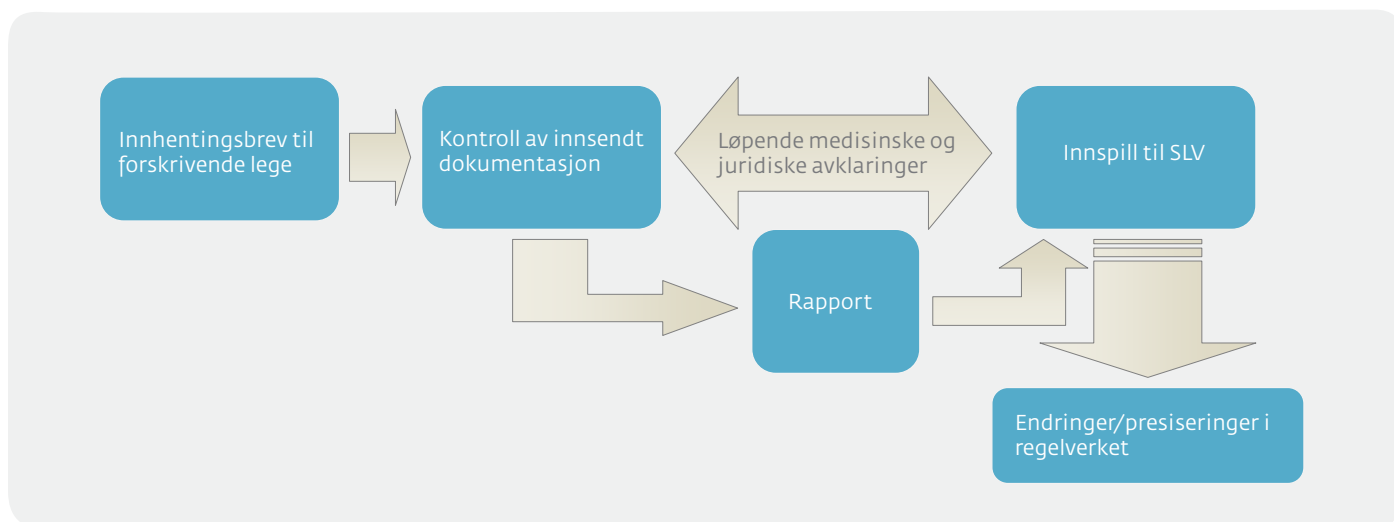 Innhentingsbrev til
forskrivende lege
Kontroll av innsendt
dokumentasjon
Løpende medisinske og
juridiske avklaringer
Innspill til SLV
Rapport
Endringer/presiseringer i
regelverket